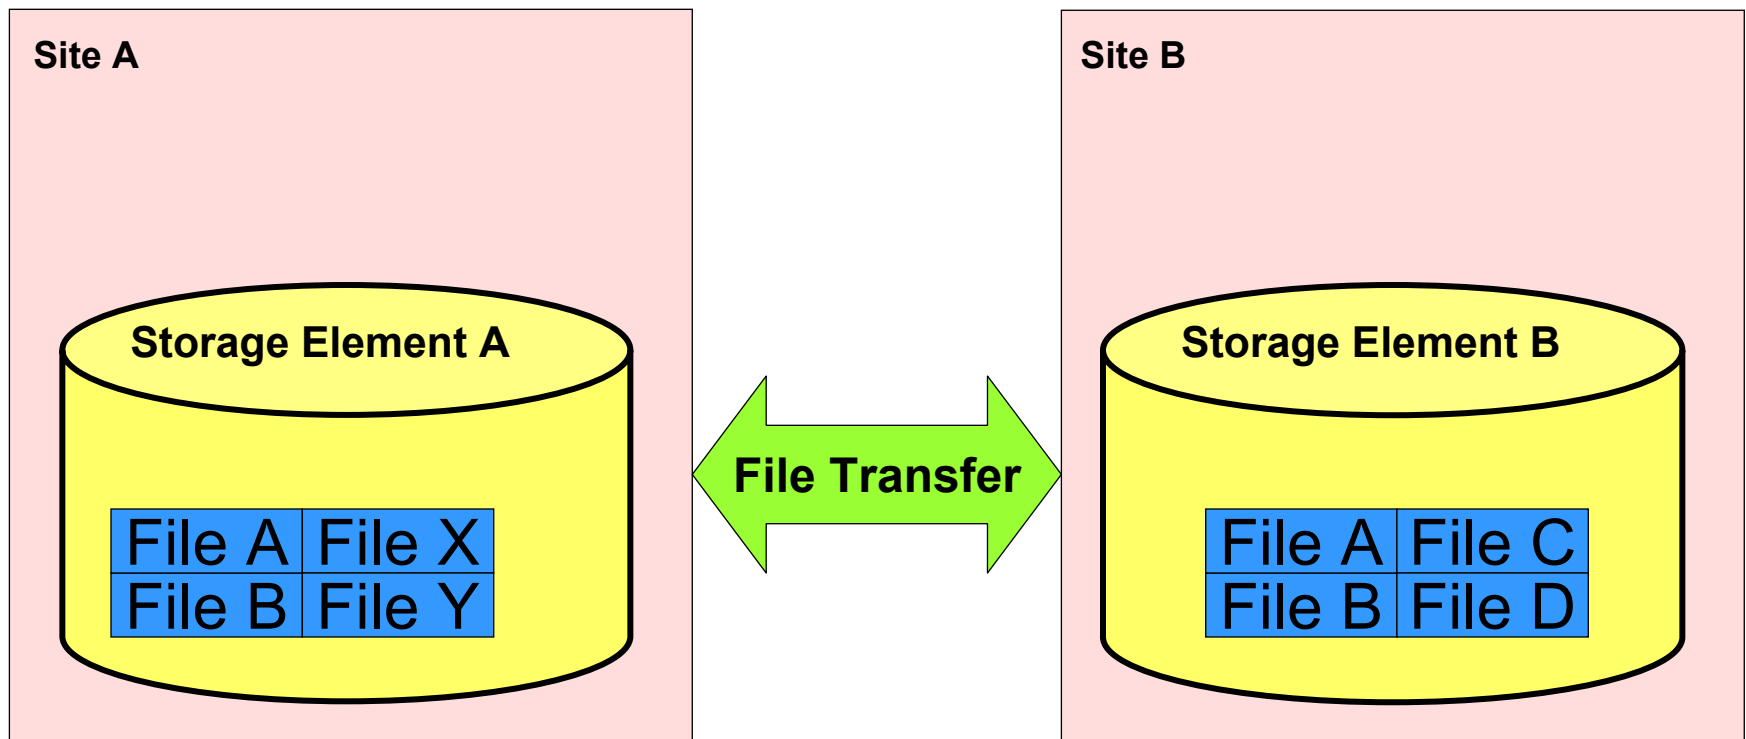 Site A
Storage Element A
File A File X
File B File Y
File Transfer
Site B
Storage Element B
File A File C
File B File D